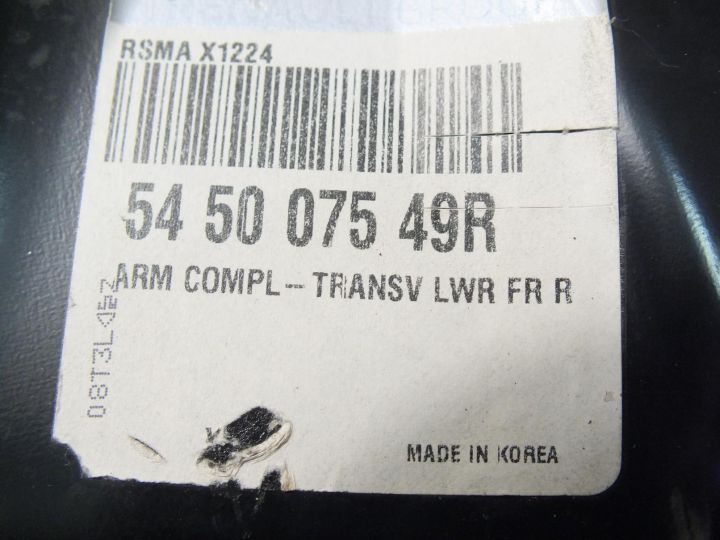 RSMA X1224
54 50 075 49R
ARM COMPL-TRANSV LWR FR R
MADE IN KOREA